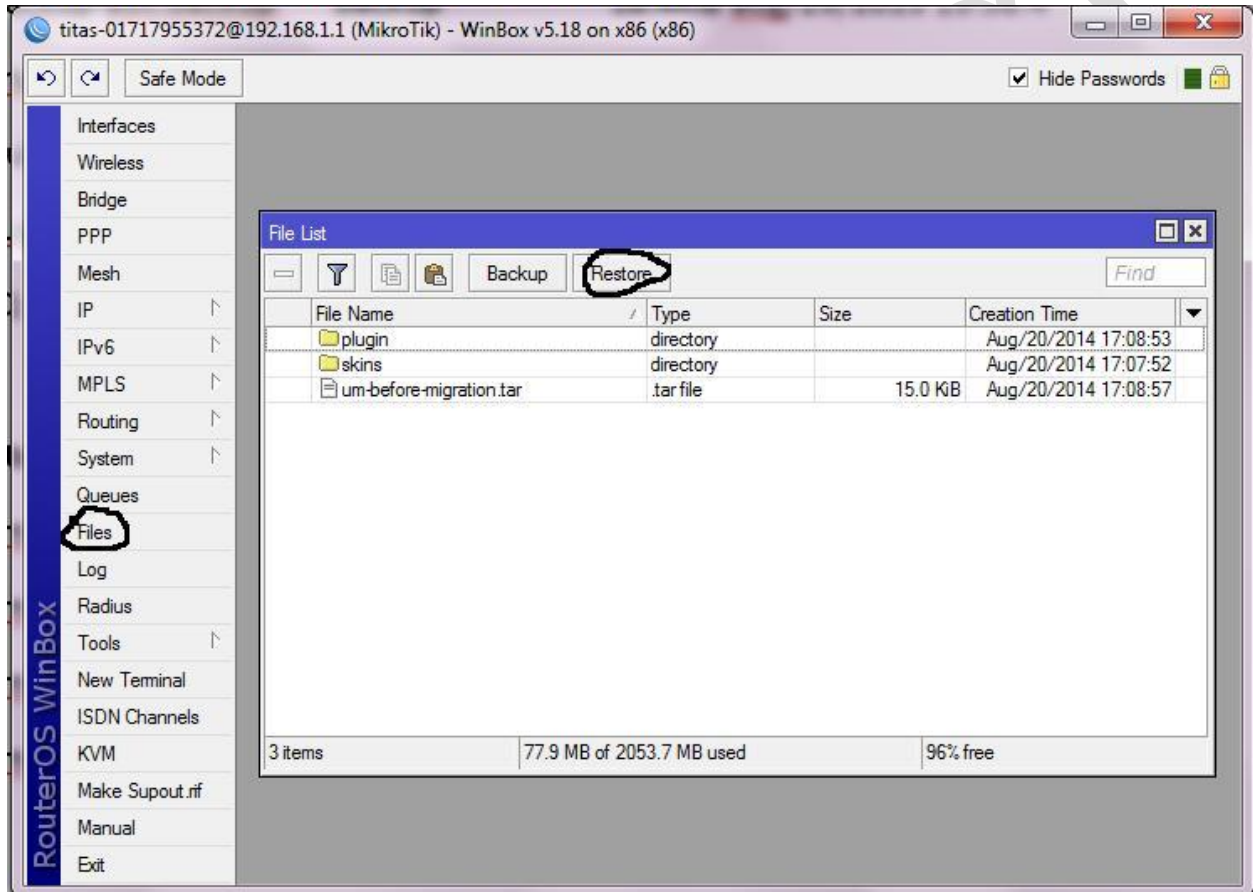 titas-01717955372@192.168.1.1 (MikroTik) - WinBox v5.18 on x86 (x86)
Safe Mode
Hide Passwords
Interfaces
Wireless
Bridge
PPP
Mesh
IP
IPv6
MPLS
Routing
System
Queues
Files
Log
Radius
Tools
New Terminal
ISDN Channels
KVM
Make Supout.rif
Manual
Exit
RouterOS WinBox
File List
Backup Restore Find
File Name / Type Size Creation Time
plugin directory Aug/20/2014 17:08:53
skins directory Aug/20/2014 17:07:52
um-before-migration.tar .tar file 15.0 KiB Aug/20/2014 17:08:57
3 items 77.9 MB of 2053.7 MB used 96% free